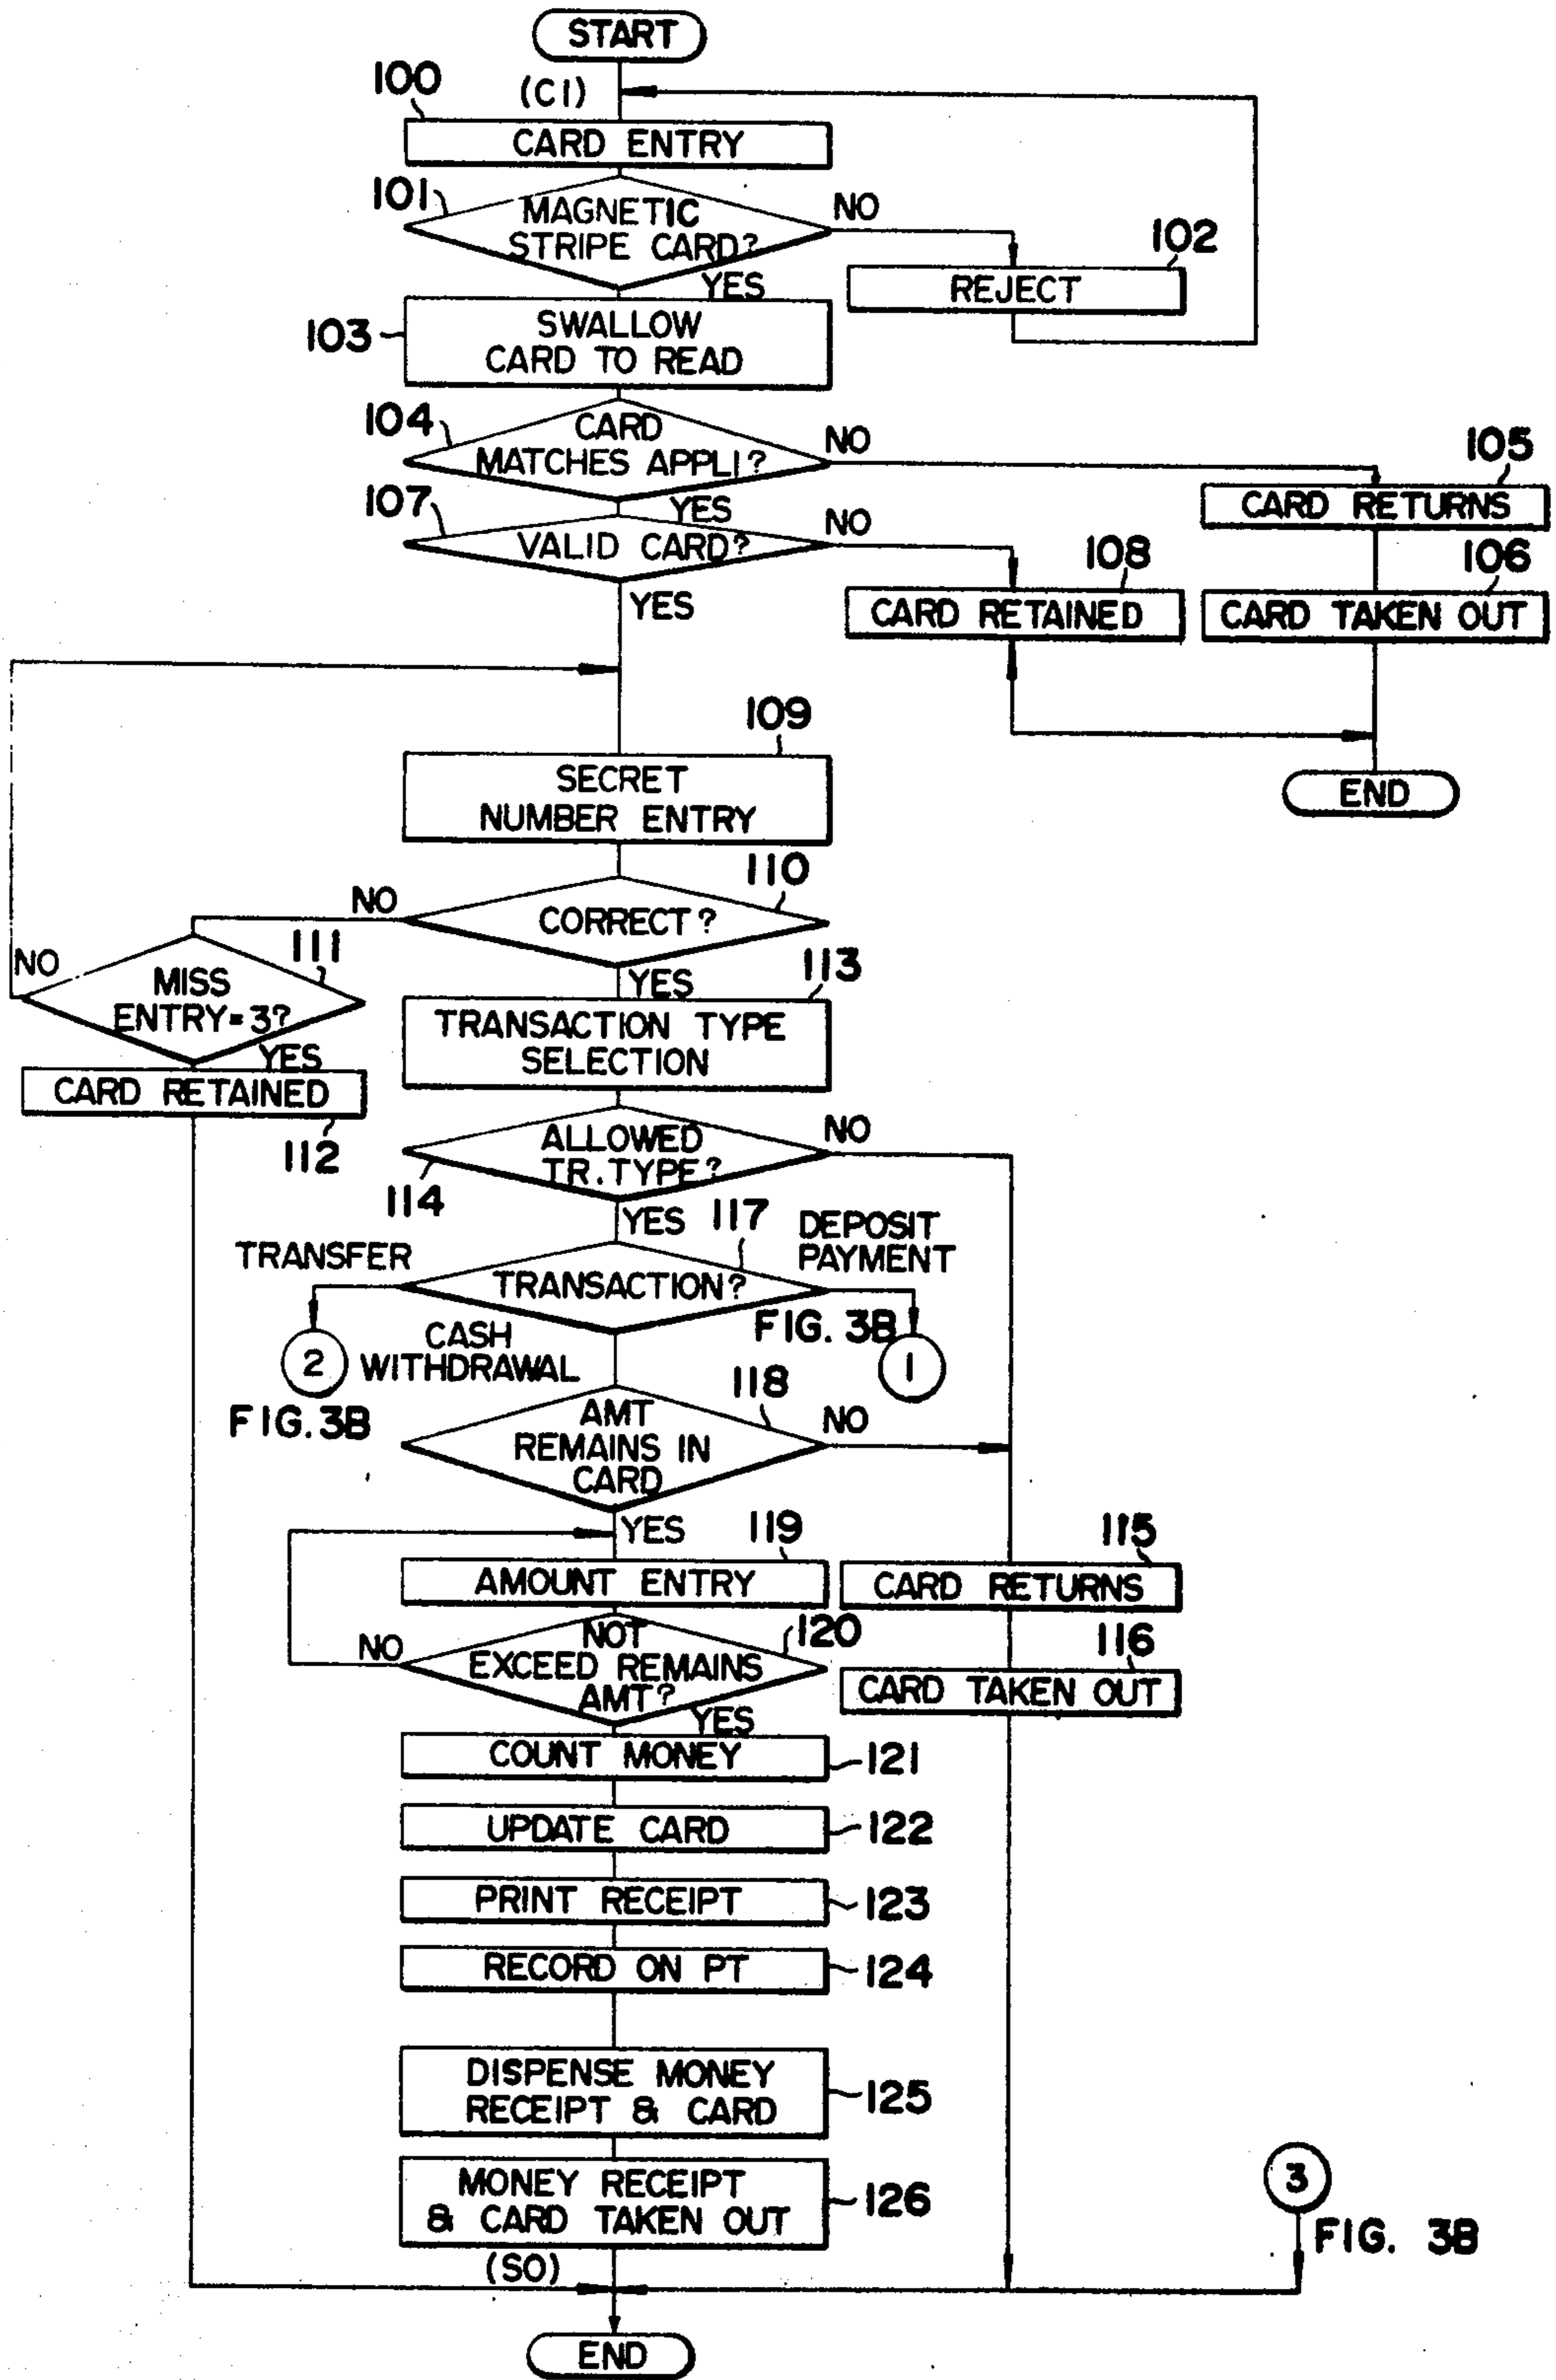 START
100
(C1)
CARD ENTRY
101
MAGNETIC
STRIPE CARD?
NO
102
REJECT
YES
103
SWALLOW
CARD TO READ
104
CARD
MATCHES APPLI?
NO
105
CARD RETURNS
YES
107
VALID CARD?
NO
108
CARD RETAINED
106
CARD TAKEN OUT
YES
END
109
SECRET
NUMBER ENTRY
110
CORRECT?
NO
111
NO
MISS
ENTRY=3?
YES
CARD RETAINED
112
YES
113
TRANSACTION TYPE
SELECTION
ALLOWED
TR.TYPE?
NO
114
YES
117
DEPOSIT
PAYMENT
TRANSFER
TRANSACTION?
2
FIG.3B
CASH
WITHDRAWAL
FIG. 3B
1
118
AMT
REMAINS IN
CARD
NO
YES
119
AMOUNT ENTRY
115
CARD RETURNS
NOT
EXCEED REMAINS
AMT?
120
NO
116
CARD TAKEN OUT
YES
COUNT MONEY
121
UPDATE CARD
122
PRINT RECEIPT
123
RECORD ON PT
124
DISPENSE MONEY
RECEIPT & CARD
125
MONEY RECEIPT
& CARD TAKEN OUT
126
3
FIG. 3B
(SO)
END